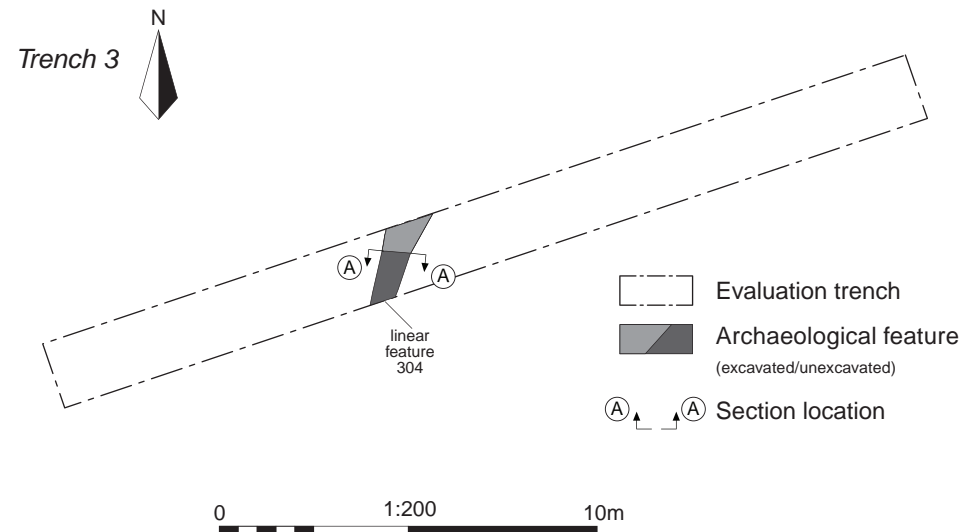 N
Trench 3
A
A
linear
feature
304
Evaluation trench
Archaeological feature
(excavated/unexcavated)
A A Section location
0 1:200 10m